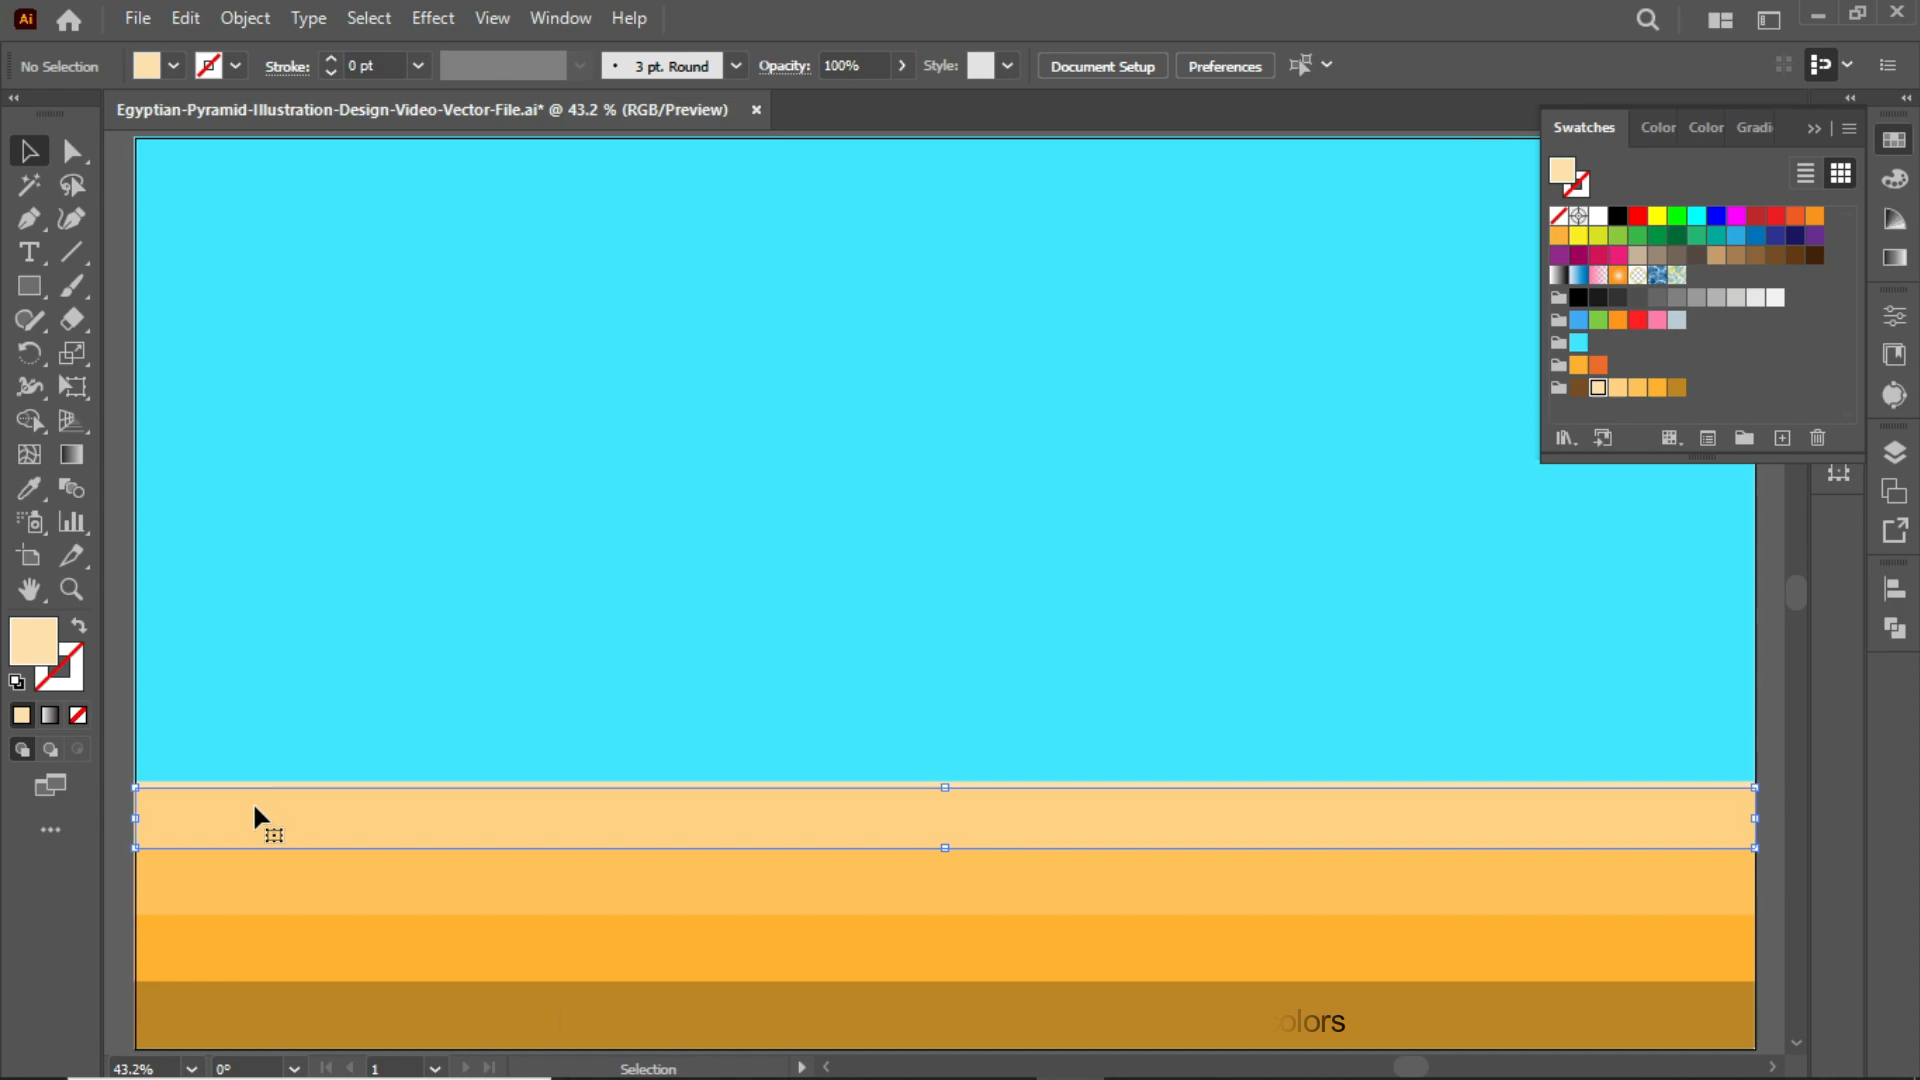 Ai File Edit Object Type Select Effect View Window Help
No Selection Stroke: 0 pt 3 pt. Round Opacity: 100% Style: Document Setup Preferences
Egyptian-Pyramid-Illustration-Design-Video-Vector-File.ai* @ 43.2 % (RGB/Preview)
Swatches Color Color Gradi
olors
43.2% 0° 1 Selection